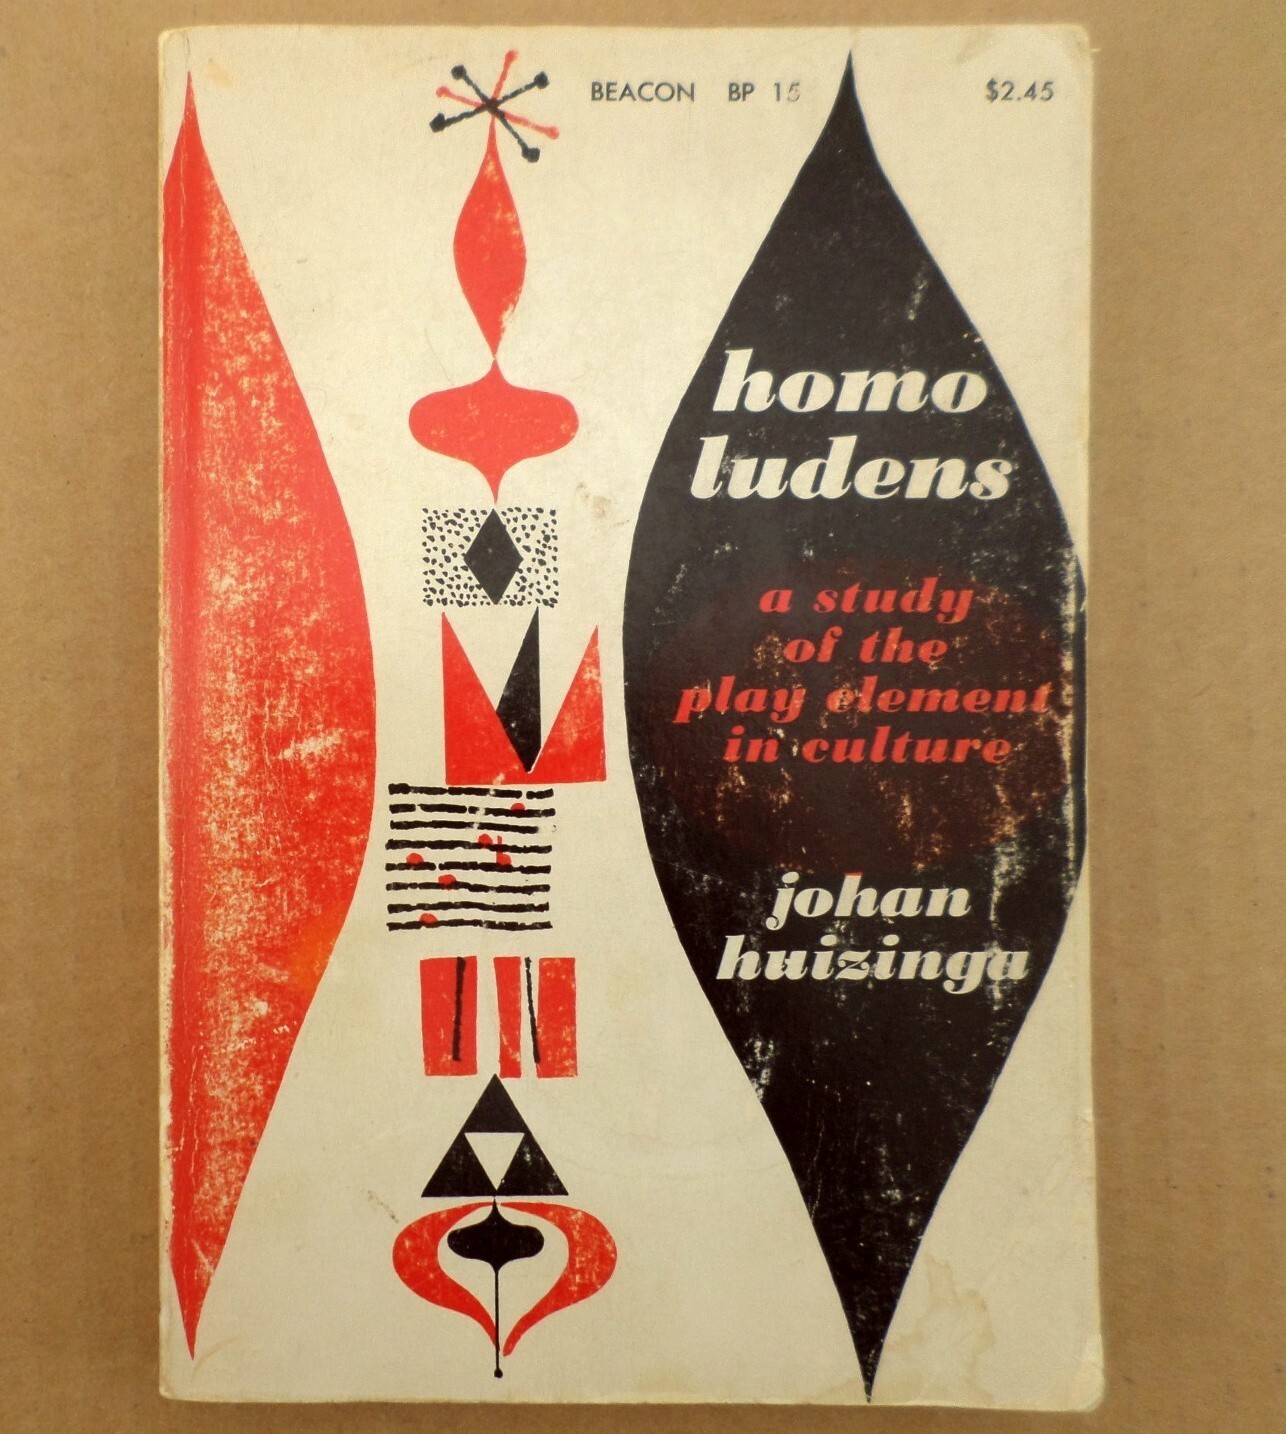 BEACON BP 15 $2.45
homo
ludens
a study
of the
play element
in culture
johan
huizinga